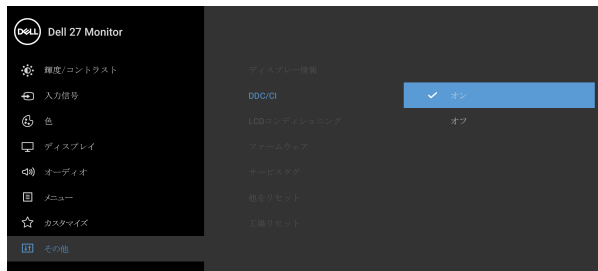 DELL
Dell 27 Monitor
輝度/コントラスト
入力信号
色
ディスプレイ
オーディオ
メニュー
カスタマイズ
その他
ディスプレー情報
DDC/CI
LCDコンディショニング
ファームウェア
サービスタグ
他をリセット
工場リセット
オン
オフ